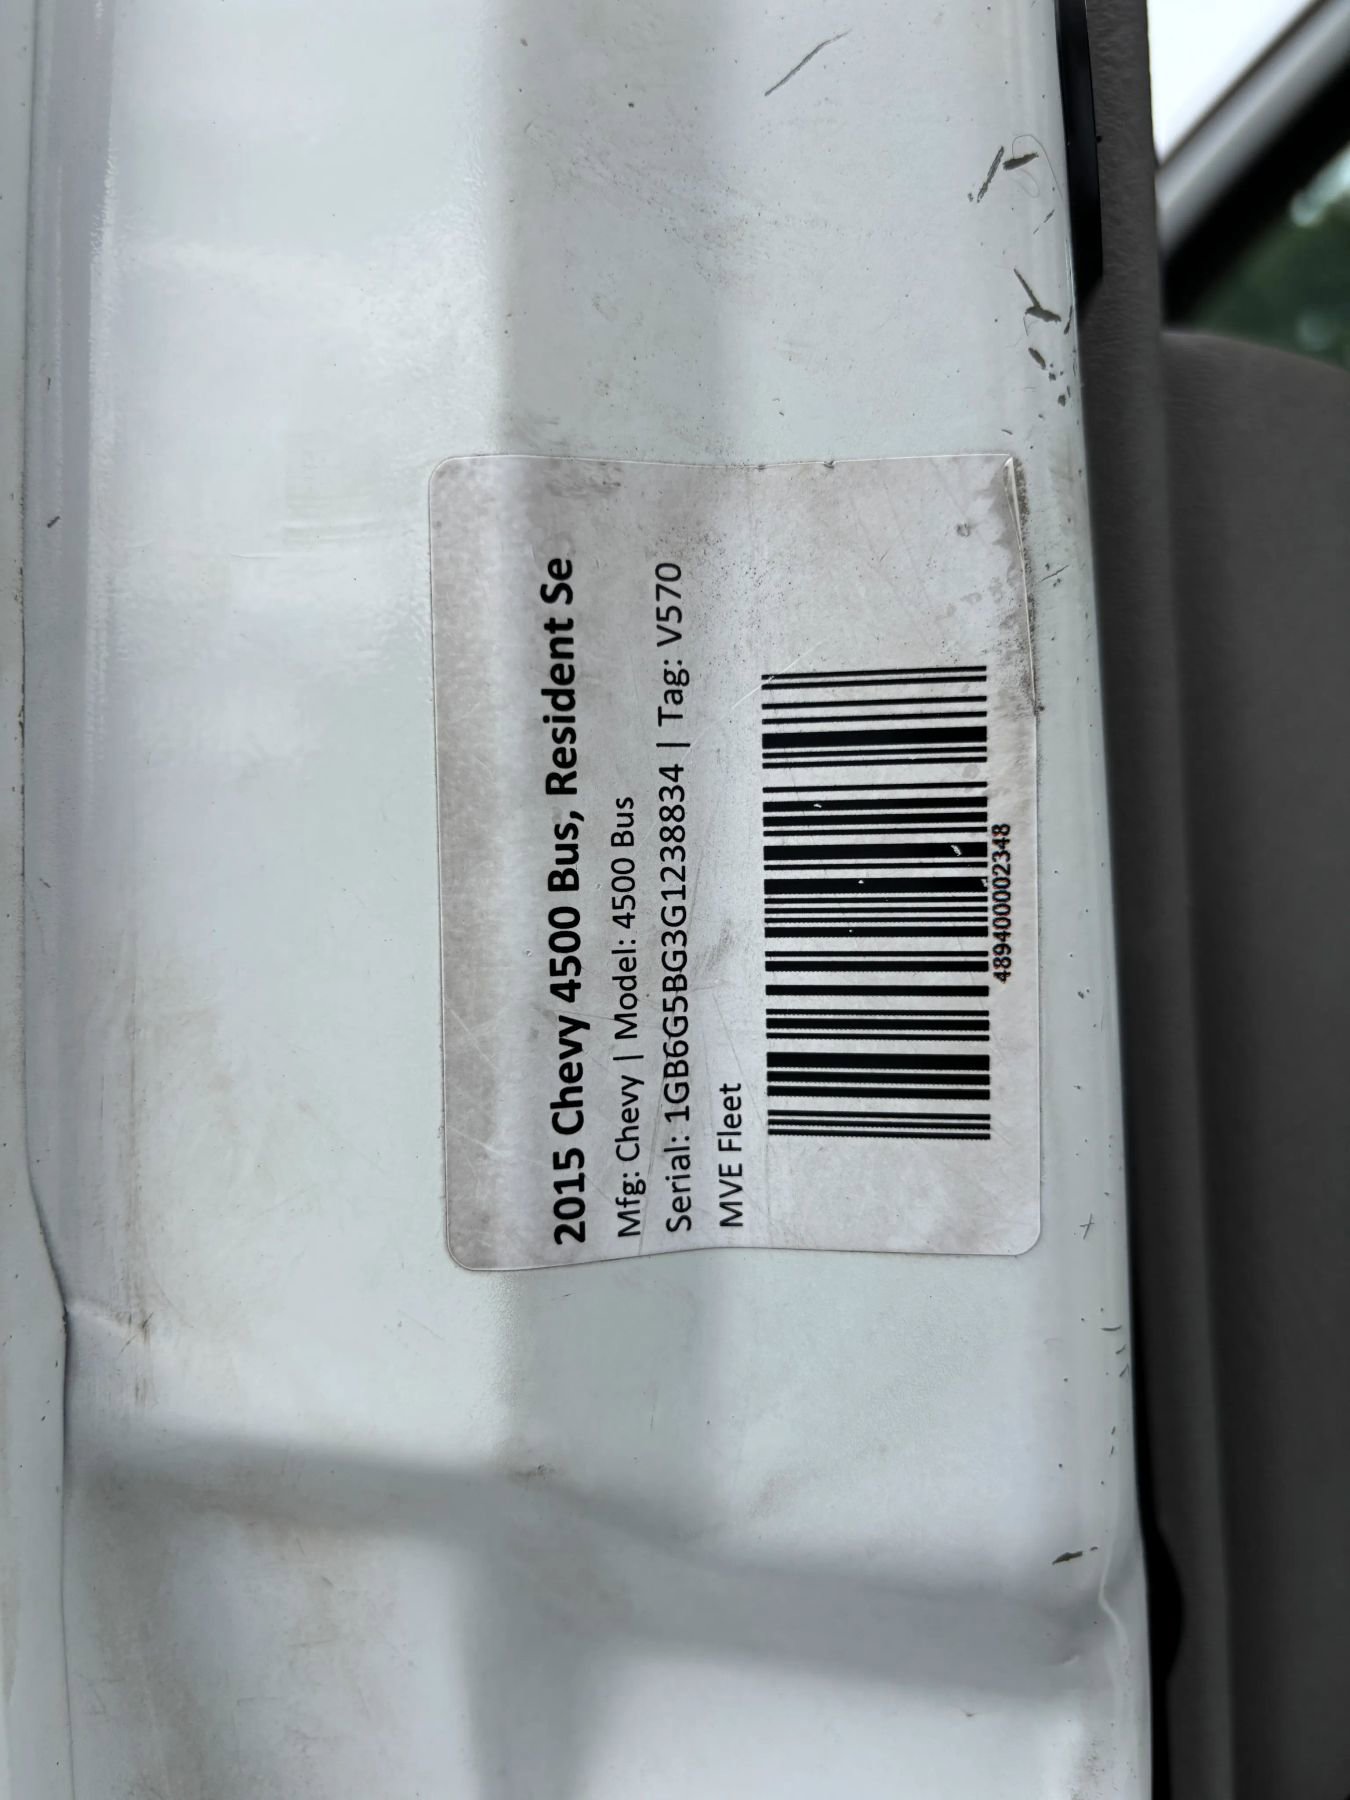 2015 Chevy 4500 Bus, Resident Se
Mfg: Chevy | Model: 4500 Bus
Serial: 1GB6G5BG3G1238834 | Tag: V570
MVE Fleet
489400002348